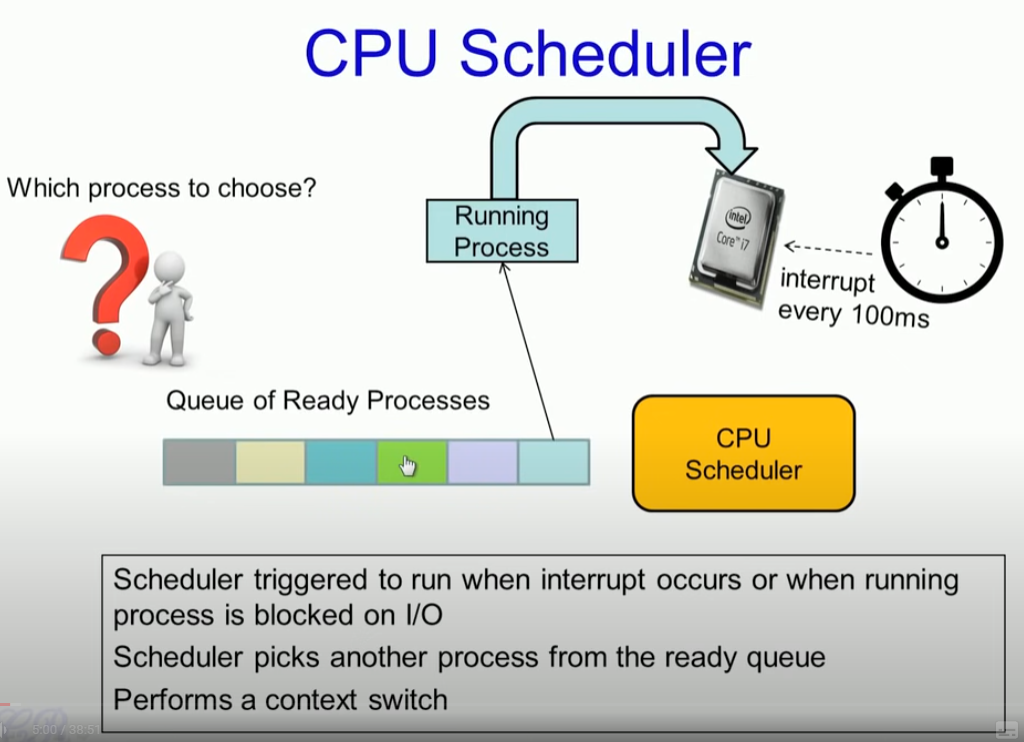 CPU Scheduler
Which process to choose?
Running
Process
intel
Core™ i7
interrupt
every 100ms
Queue of Ready Processes
CPU
Scheduler
Scheduler triggered to run when interrupt occurs or when running
process is blocked on I/O
Scheduler picks another process from the ready queue
Performs a context switch
5:00 / 38:51